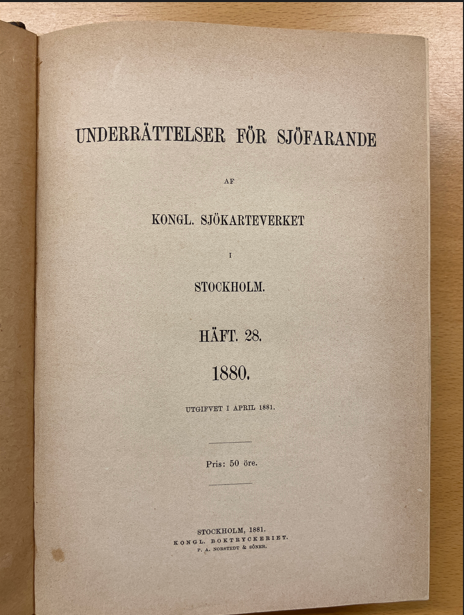 UNDERRÄTTELSER FÖR SJÖFARANDE
AF
KONGL. SJÖKARTEVERKET
I
STOCKHOLM.
HÄFT. 28.
1880.
UTGIFVET I APRIL 1881.
Pris: 50 öre.
STOCKHOLM, 1881.
KONGL. BOKTRYCKERIET.
P. A. NORSTEDT & SÖNER.